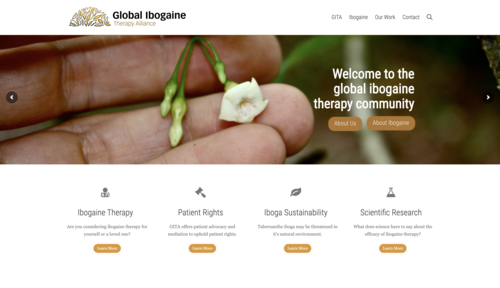 Global Ibogaine
Therapy Alliance
GITA Ibogaine Our Work Contact
Welcome to the
global ibogaine
therapy community
About Us About Ibogaine
Ibogaine Therapy
Are you considering ibogaine therapy for
yourself or a loved one?
Learn More
Patient Rights
GITA offers patient advocacy and
mediation to uphold patient rights.
Learn More
Iboga Sustainability
Tabernanthe iboga may be threatened in
it's natural environment.
Learn More
Scientific Research
What does science have to say about the
efficacy of Ibogaine therapy?
Learn More